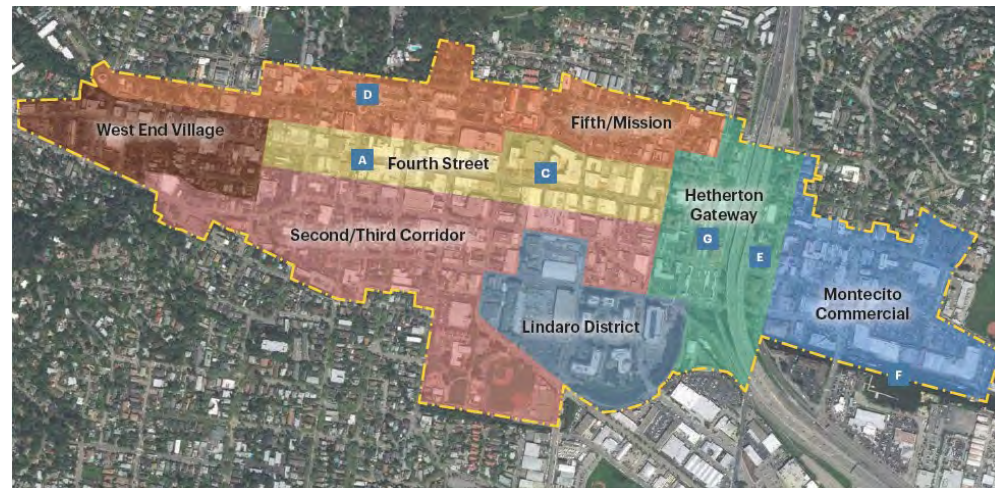 D
Fifth/Mission
West End Village
A
Fourth Street
C
Hetherton
Gateway
Second/Third Corridor
G
E
Montecito
Commercial
Lindaro District
F